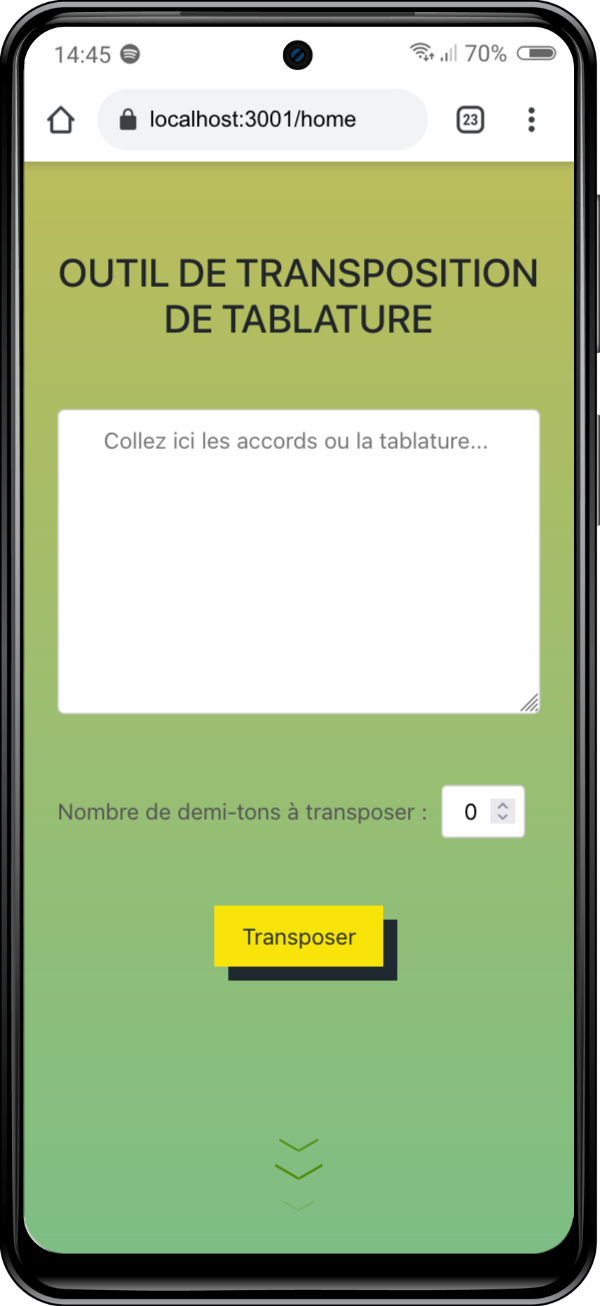 14:45 70%
localhost:3001/home 23
OUTIL DE TRANSPOSITION
DE TABLATURE
Collez ici les accords ou la tablature...
Nombre de demi-tons à transposer : 0
Transposer